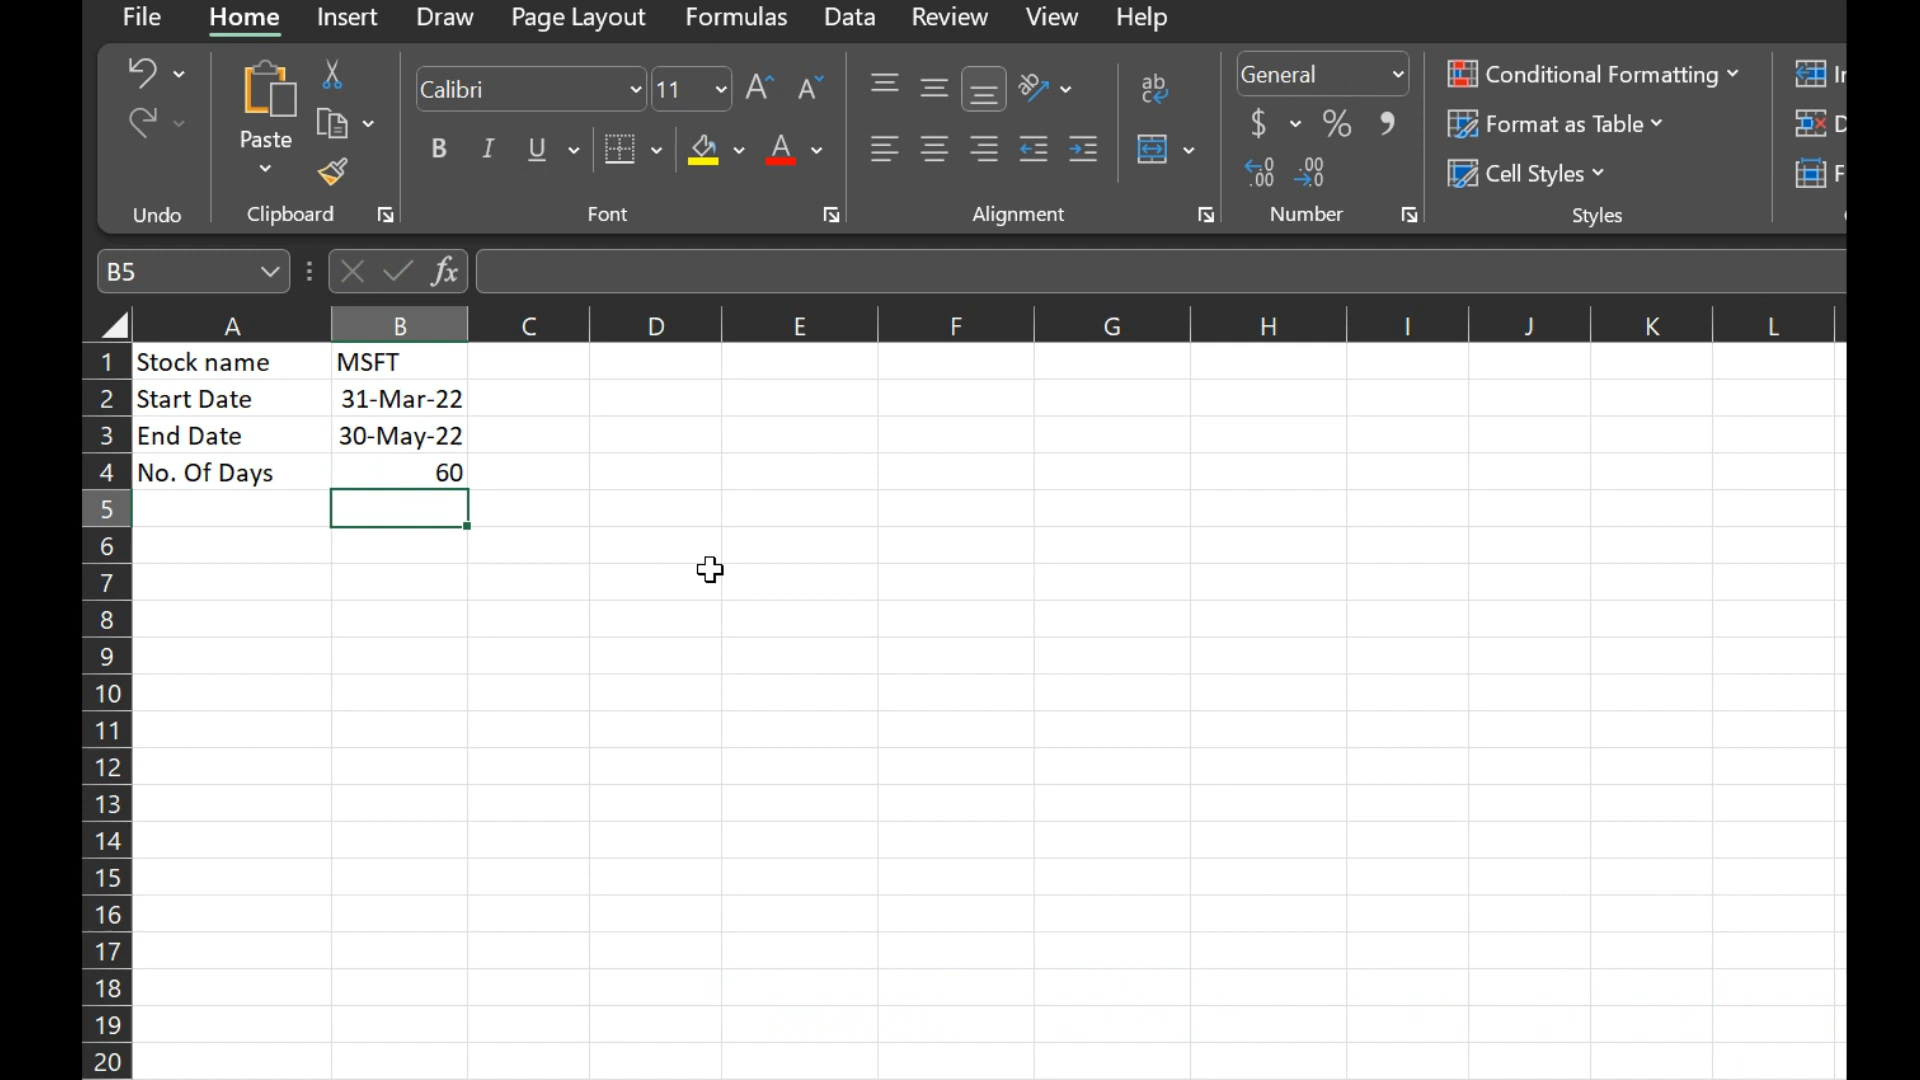 File Home Insert Draw Page Layout Formulas Data Review View Help
Calibri 11 General Conditional Formatting
Paste Format as Table
Cell Styles
Undo Clipboard Font Alignment Number Styles
B5 fx
A B C D E F G H I J K L
1 Stock name MSFT
2 Start Date 31-Mar-22
3 End Date 30-May-22
4 No. Of Days 60
5
6
7
8
9
10
11
12
13
14
15
16
17
18
19
20